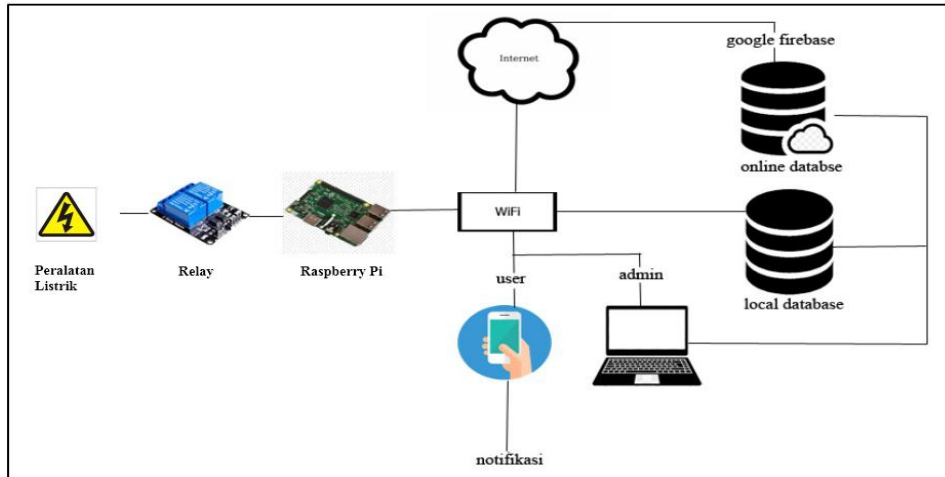 google firebase
Internet
online databse
WiFi
Peralatan
Listrik
Relay
Raspberry Pi
user
admin
local database
notifikasi